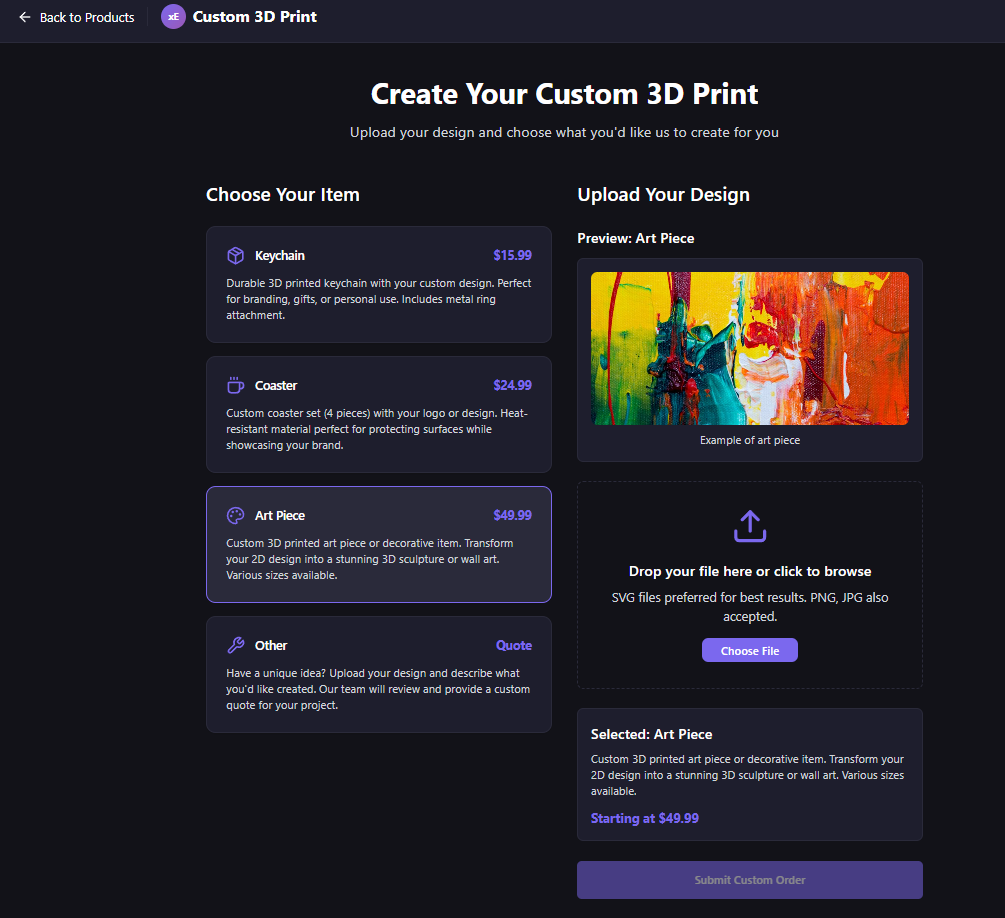 Back to Products
xE
Custom 3D Print
Create Your Custom 3D Print
Upload your design and choose what you'd like us to create for you
Choose Your Item
Keychain
$15.99
Durable 3D printed keychain with your custom design. Perfect
for branding, gifts, or personal use. Includes metal ring
attachment.
Coaster
$24.99
Custom coaster set (4 pieces) with your logo or design. Heat-
resistant material perfect for protecting surfaces while
showcasing your brand.
Art Piece
$49.99
Custom 3D printed art piece or decorative item. Transform
your 2D design into a stunning 3D sculpture or wall art.
Various sizes available.
Other
Quote
Have a unique idea? Upload your design and describe what
you'd like created. Our team will review and provide a custom
quote for your project.
Upload Your Design
Preview: Art Piece
Example of art piece
Drop your file here or click to browse
SVG files preferred for best results. PNG, JPG also
accepted.
Choose File
Selected: Art Piece
Custom 3D printed art piece or decorative item. Transform your
2D design into a stunning 3D sculpture or wall art. Various sizes
available.
Starting at $49.99
Submit Custom Order